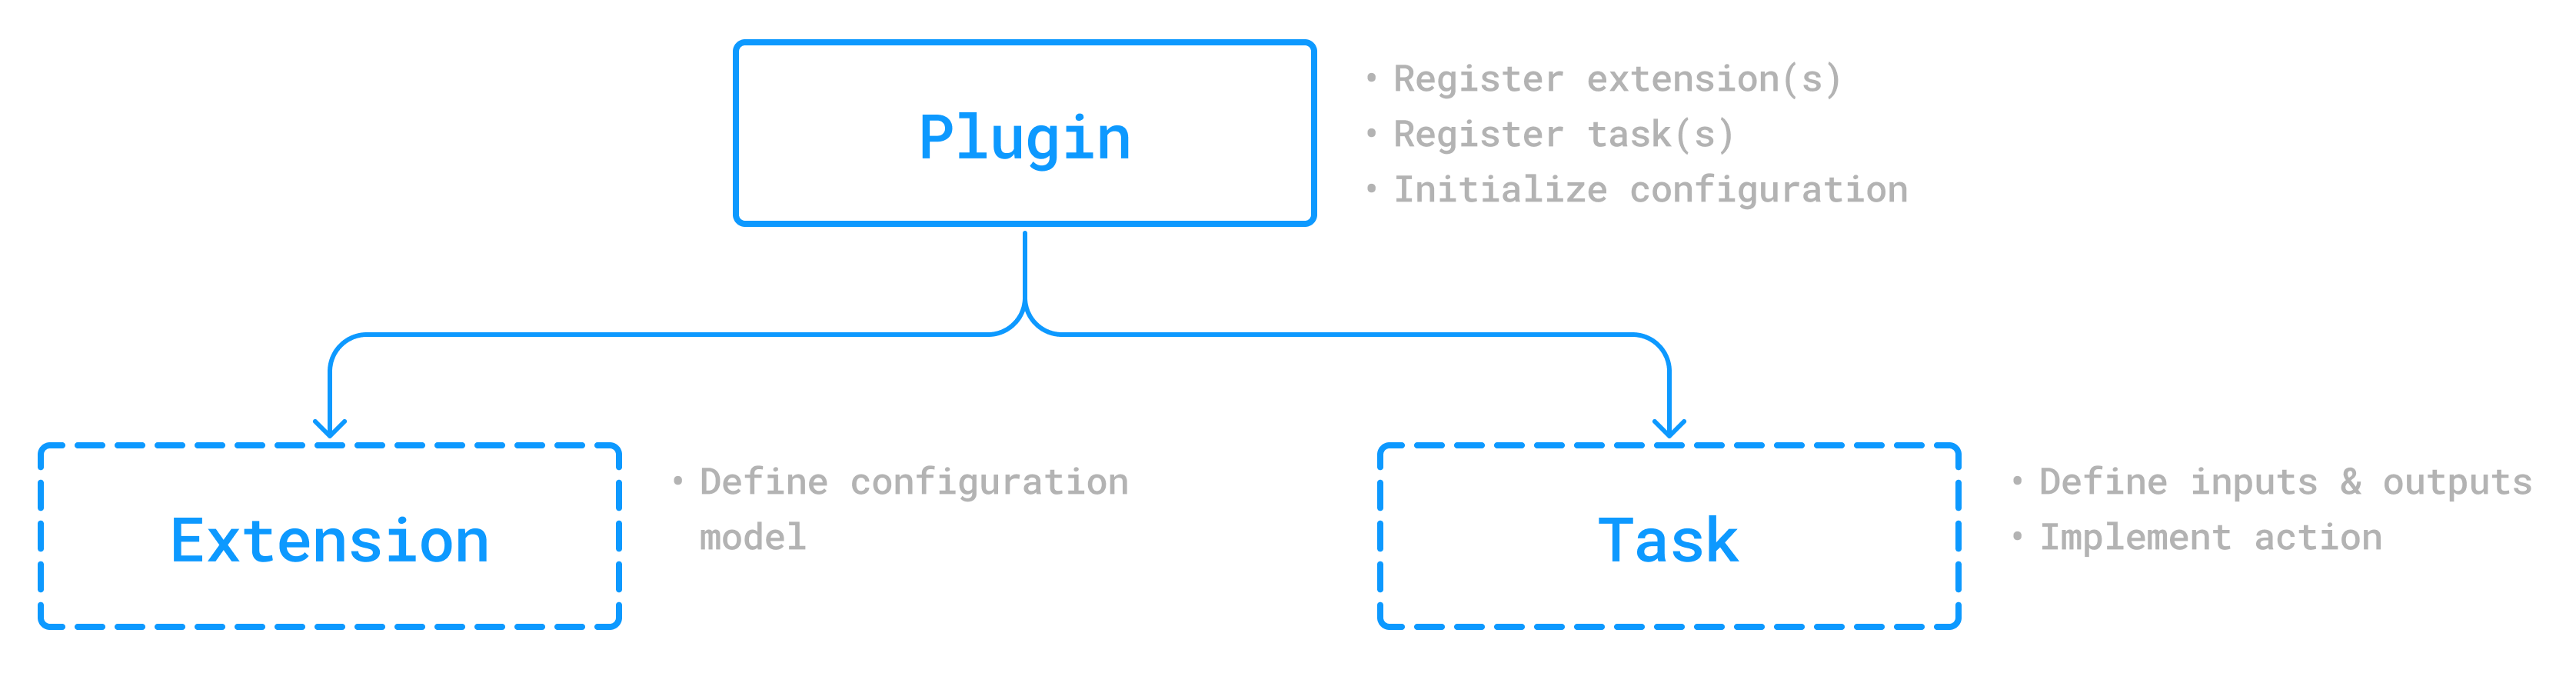 Plugin
• Register extension(s)
• Register task(s)
• Initialize configuration
Extension
• Define configuration
model
Task
• Define inputs & outputs
• Implement action